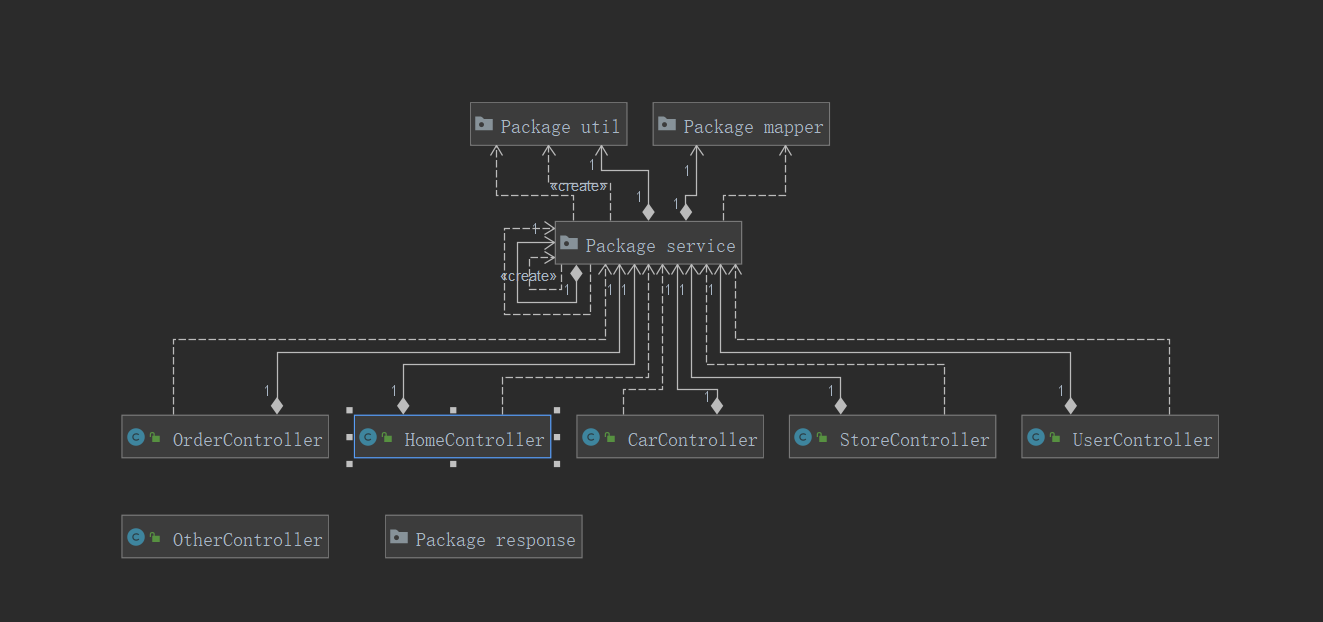 Package util
Package mapper
1
1
«create»
1
1
1
Package service
«create»
1
1
1
1
1
1
1
1
1
1
1
OrderController
HomeController
CarController
StoreController
UserController
OtherController
Package response